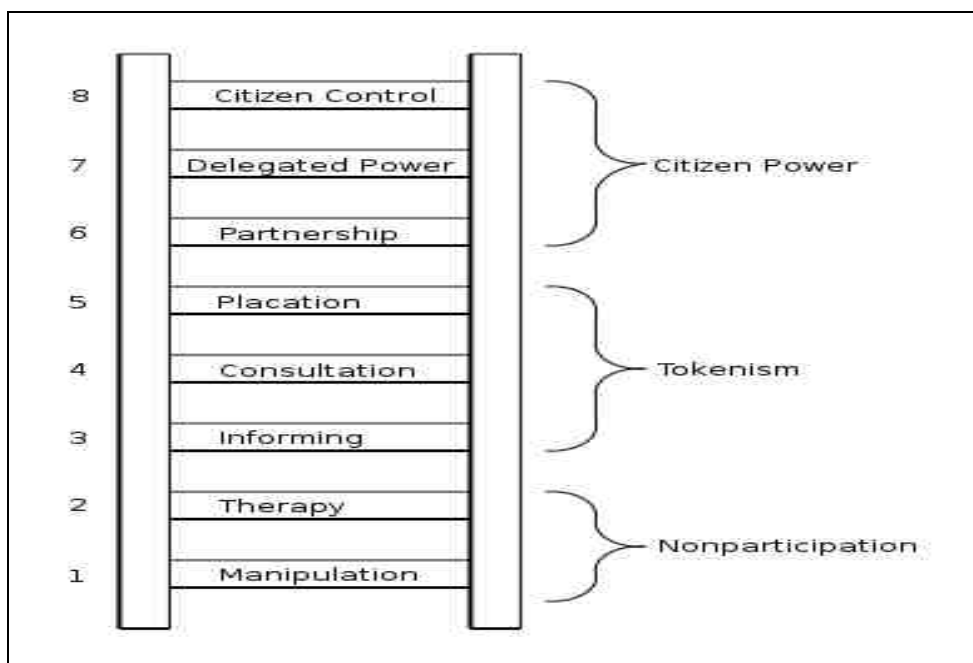 8 Citizen Control
7 Delegated Power
Citizen Power
6 Partnership
5 Placation
4 Consultation
Tokenism
3 Informing
2 Therapy
Nonparticipation
1 Manipulation